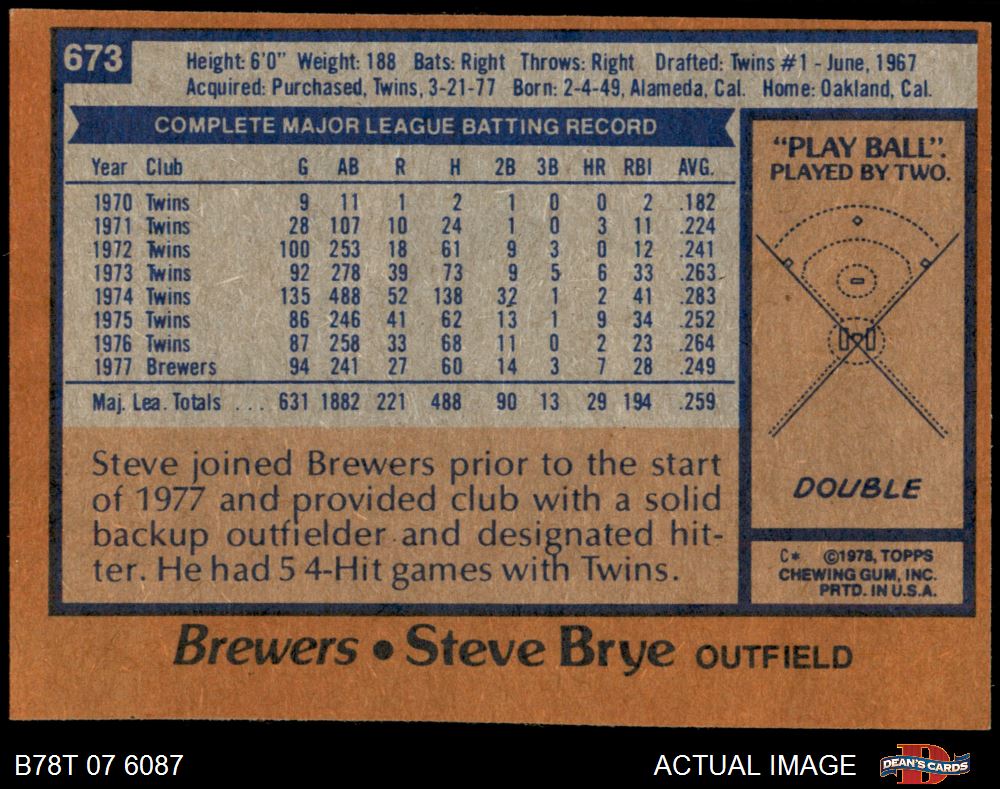 673
Height: 6'0" Weight: 188 Bats: Right Throws: Right Drafted: Twins #1 - June, 1967
Acquired: Purchased, Twins, 3-21-77 Born: 2-4-49, Alameda, Cal. Home: Oakland, Cal.
COMPLETE MAJOR LEAGUE BATTING RECORD
Year Club G AB R H 2B 3B HR RBI AVG.
1970 Twins 9 11 1 2 1 0 0 2 .182
1971 Twins 28 107 10 24 1 0 3 11 .224
1972 Twins 100 253 18 61 9 3 0 12 .241
1973 Twins 92 278 39 73 9 5 6 33 .263
1974 Twins 135 488 52 138 32 1 2 41 .283
1975 Twins 86 246 41 62 13 1 9 34 .252
1976 Twins 87 258 33 68 11 0 2 23 .264
1977 Brewers 94 241 27 60 14 3 7 28 .249
Maj. Lea. Totals ... 631 1882 221 488 90 13 29 194 .259
Steve joined Brewers prior to the start
of 1977 and provided club with a solid
backup outfielder and designated hit-
ter. He had 5 4-Hit games with Twins.
"PLAY BALL".
PLAYED BY TWO.
DOUBLE
C* ©1978, TOPPS
CHEWING GUM, INC.
PRTD. IN U.S.A.
Brewers • Steve Brye OUTFIELD
B78T 07 6087
ACTUAL IMAGE
D
DEAN'S CARDS